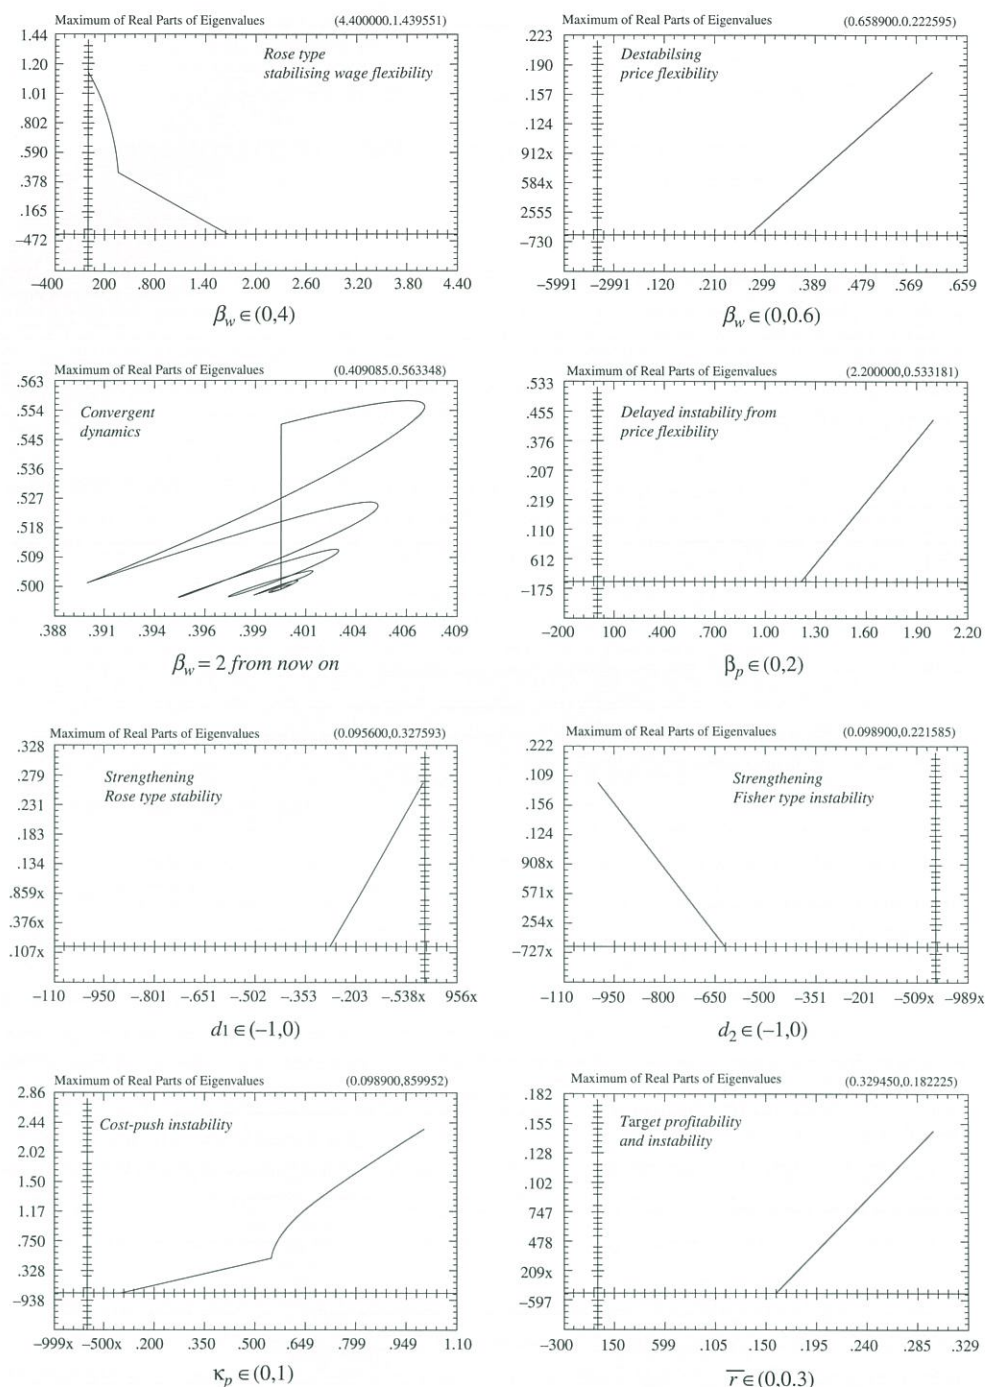 Maximum of Real Parts of Eigenvalues (4.400000.1.439551)
1.44
1.20
1.01
.802
.590
.378
.165
−472
Rose type
stabilising wage flexibility
−400 200 .800 1.40 2.00 2.60 3.20 3.80 4.40
βw ∈ (0,4)
Maximum of Real Parts of Eigenvalues (0.658900.0.222595)
.223
.190
.157
.124
912x
584x
2555
−730
Destabilsing
price flexibility
−5991 −2991 .120 .210 .299 .389 .479 .569 .659
βw ∈ (0,0.6)
Maximum of Real Parts of Eigenvalues (0.409085.0.563348)
.563
.554
.545
.536
.527
.518
.509
.500
Convergent
dynamics
.388 .391 .394 .396 .399 .401 .404 .406 .409
βw = 2 from now on
Maximum of Real Parts of Eigenvalues (2.200000,0.533181)
.533
.455
.376
.207
.219
.110
612
−175
Delayed instability from
price flexibility
−200 100 .400 .700 1.00 1.30 1.60 1.90 2.20
βp ∈ (0,2)
Maximum of Real Parts of Eigenvalues (0.095600,0.327593)
.328
.279
.231
.183
.134
.859x
.376x
.107x
Strengthening
Rose type stability
−110 −.950 −.801 −.651 −.502 −.353 −.203 −.538x 956x
d1 ∈ (−1,0)
Maximum of Real Parts of Eigenvalues (0.098900,0.221585)
.222
.109
.156
.124
908x
571x
254x
−727x
Strengthening
Fisher type instability
−110 −950 −800 −650 −500 −351 −201 −509x −989x
d2 ∈ (−1,0)
Maximum of Real Parts of Eigenvalues (0.098900,859952)
2.86
2.44
2.02
1.50
1.17
.750
.328
−938
Cost-push instability
−999x −500x .200 .350 .499 .649 .799 .949 1.10
κp ∈ (0,1)
Maximum of Real Parts of Eigenvalues (0.329450,0.182225)
.182
.155
.128
.102
747
478
209x
−597
Target profitability
and instability
−300 150 599 .105 .150 .195 .240 .285 .329
r ∈ (0,0.3)